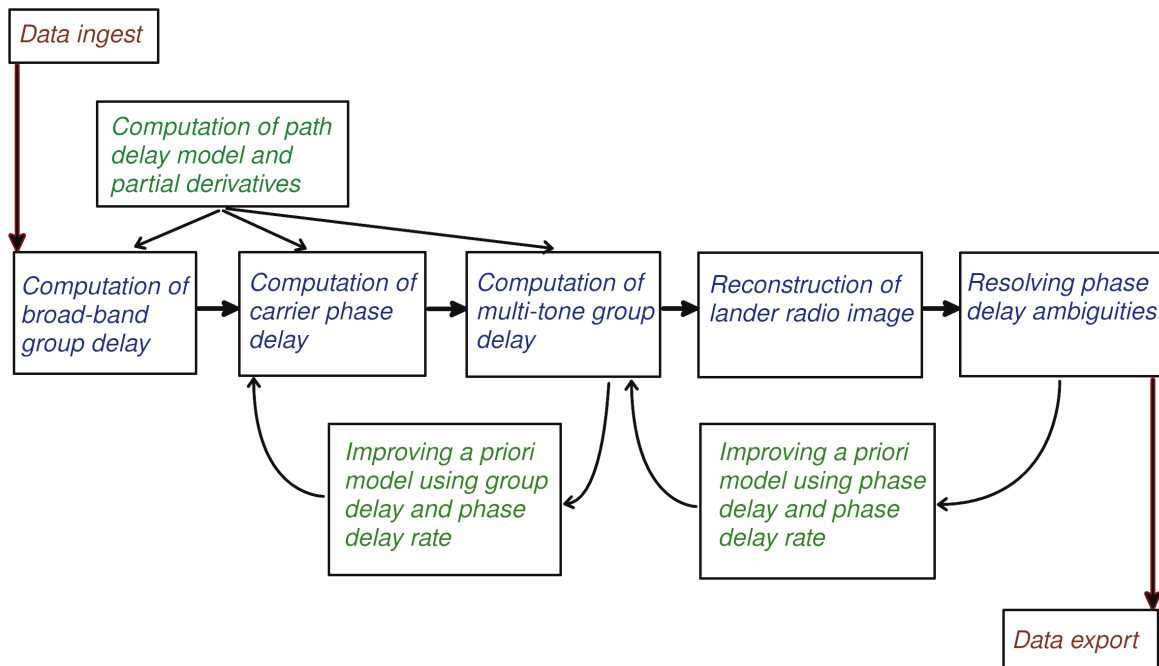 Data ingest
Computation of path
delay model and
partial derivatives
Computation of
broad-band
group delay
Computation of
carrier phase
delay
Computation of
multi-tone group
delay
Reconstruction of
lander radio image
Resolving phase
delay ambiguities
Improving a priori
model using group
delay and phase
delay rate
Improving a priori
model using phase
delay and phase
delay rate
Data export